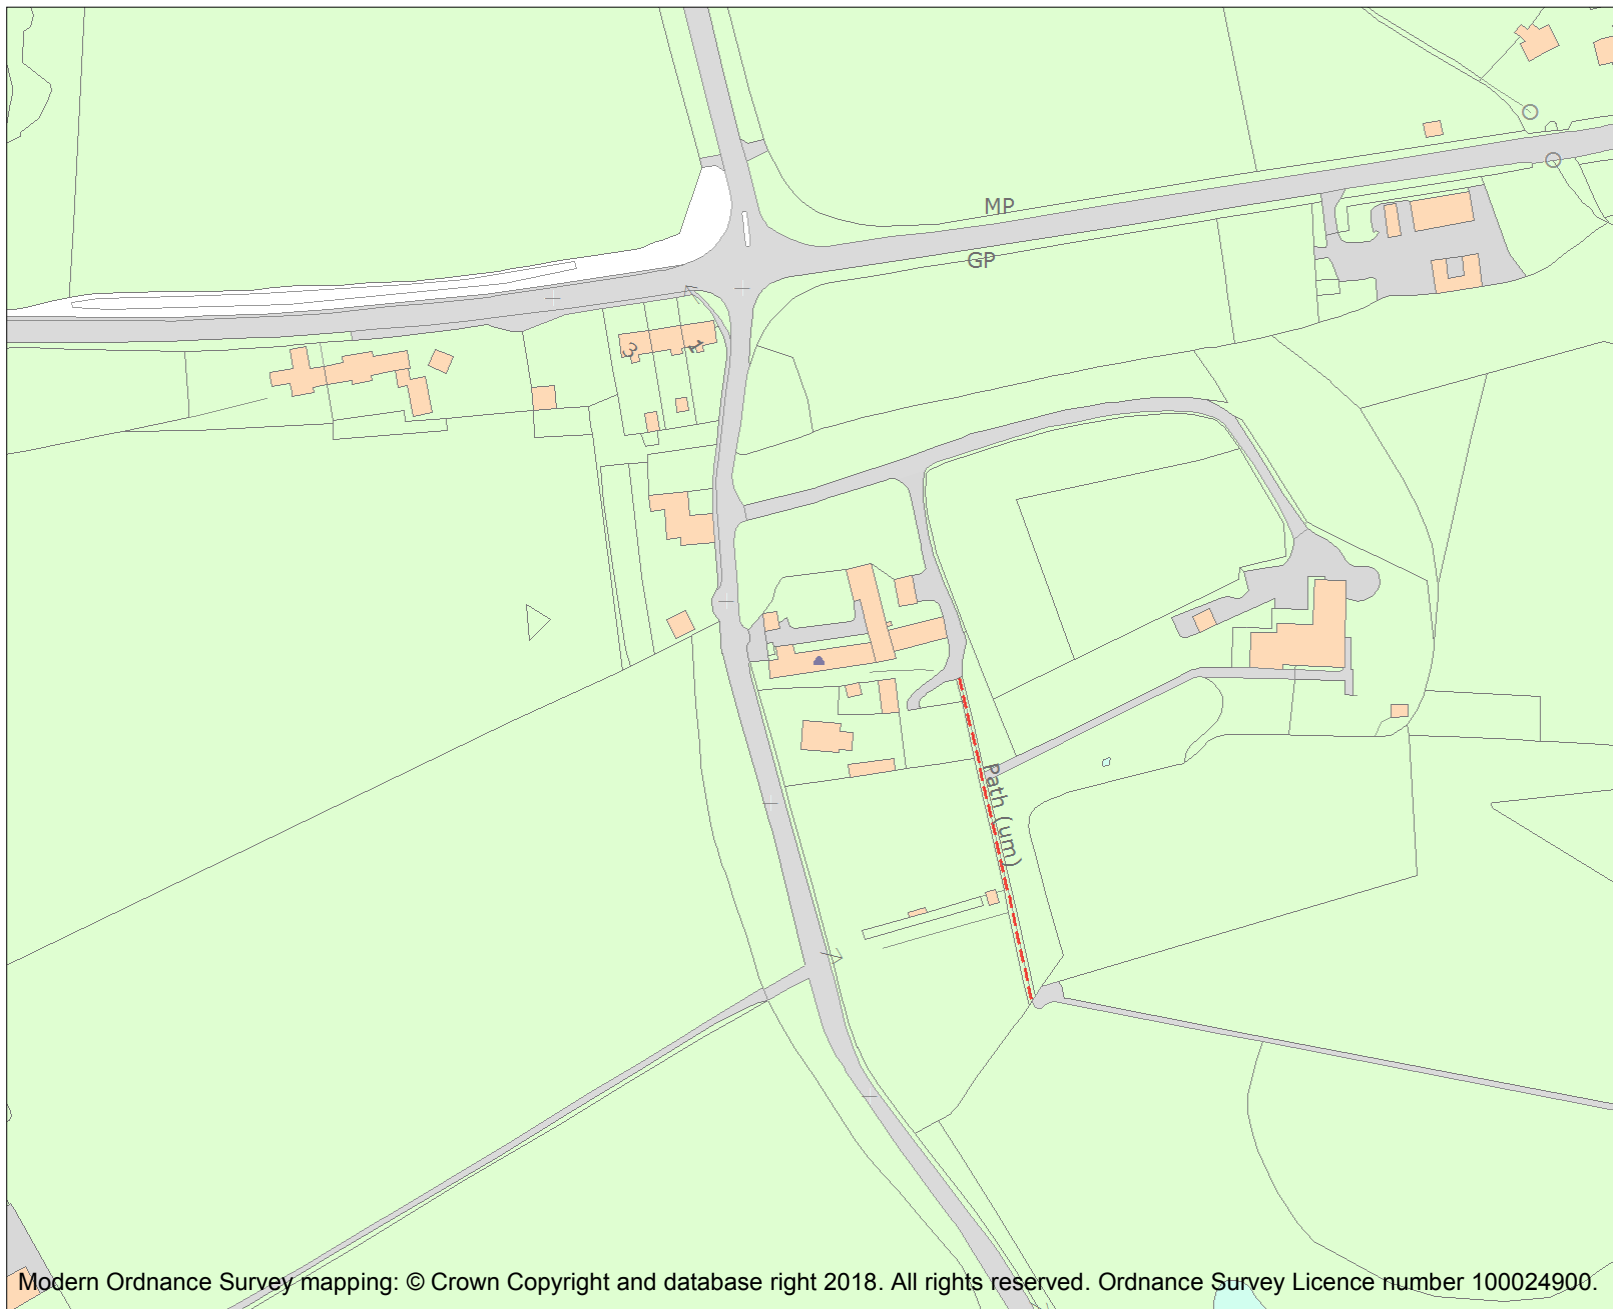 MP
GP
3
1
Path (um)
Modern Ordnance Survey mapping: © Crown Copyright and database right 2018. All rights reserved. Ordnance Survey Licence number 100024900.